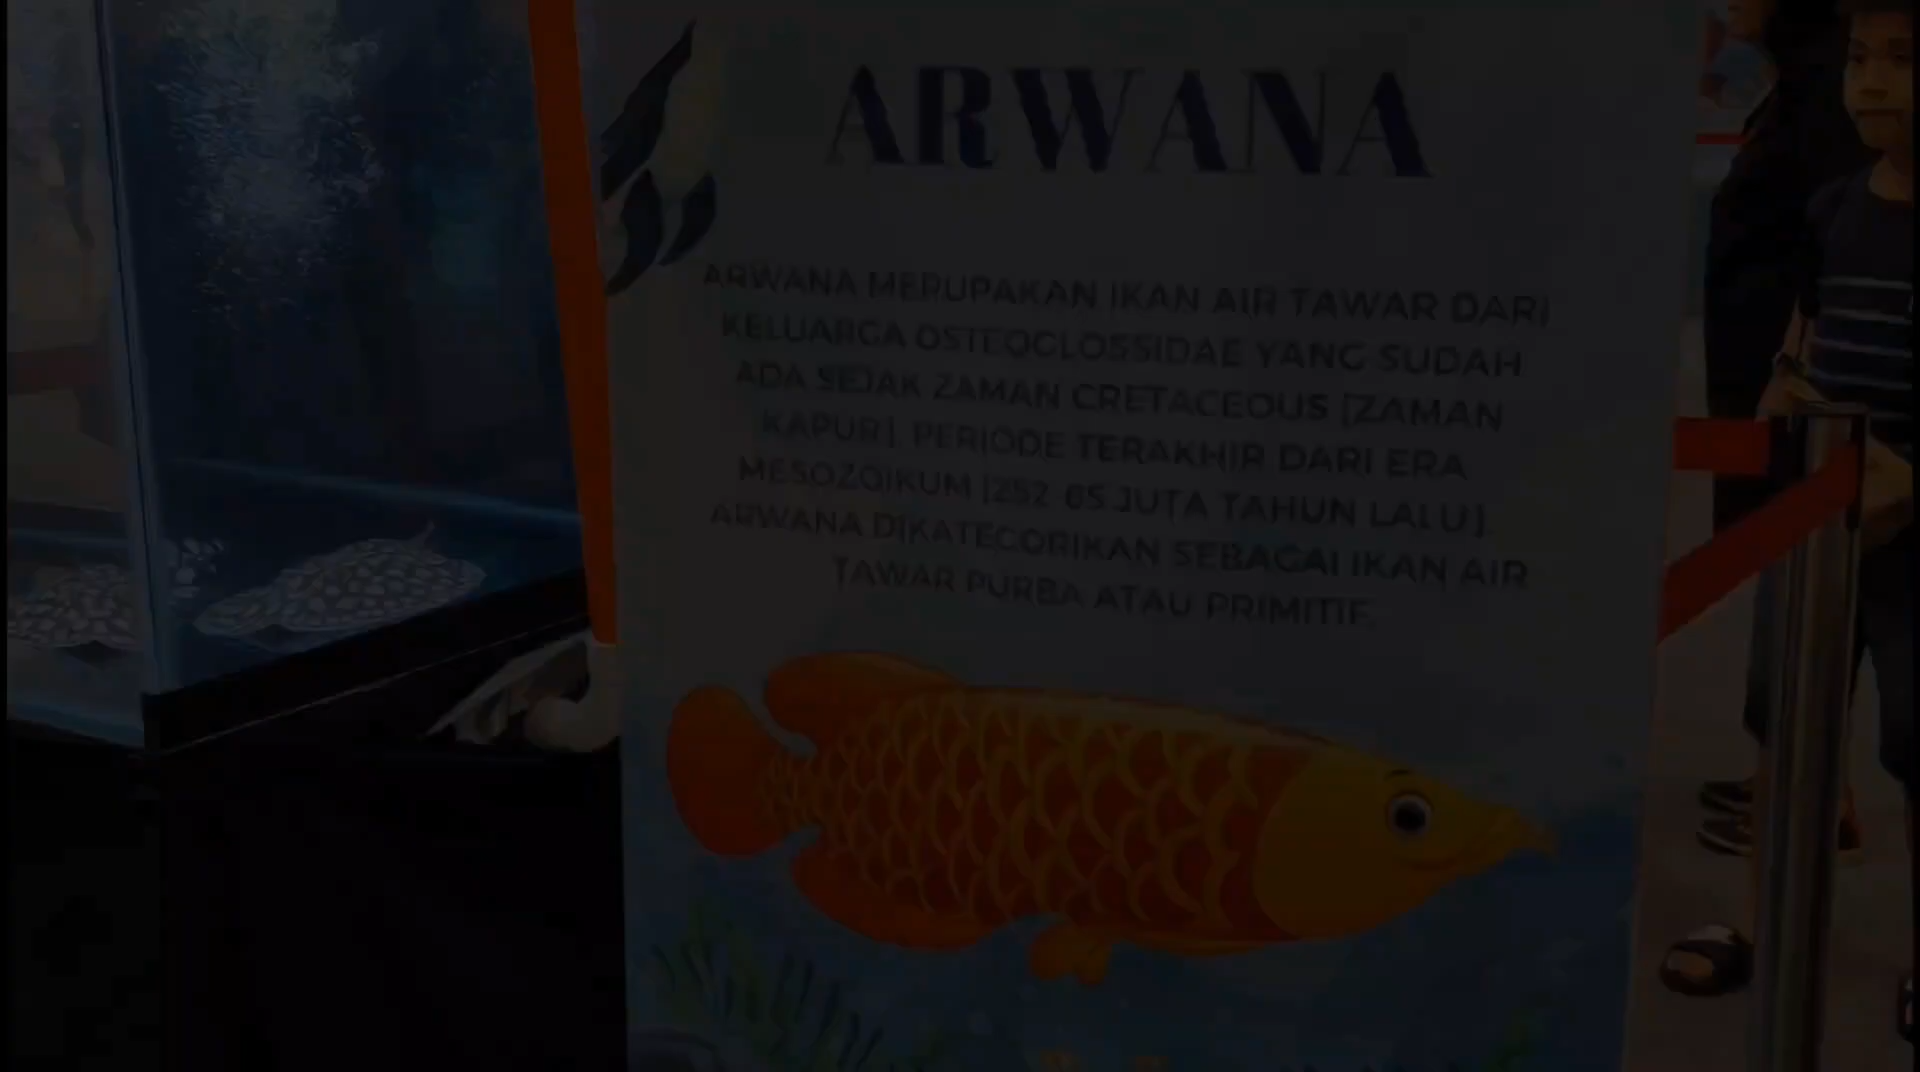 ARWANA
ARWANA MERUPAKAN IKAN AIR TAWAR DARI
KELUARGA OSTEOGLOSSIDAE YANG SUDAH
ADA SEJAK ZAMAN CRETACEOUS [ZAMAN
KAPUR], PERIODE TERAKHIR DARI ERA
MESOZOIKUM [252-65 JUTA TAHUN LALU].
ARWANA DIKATEGORIKAN SEBAGAI IKAN AIR
TAWAR PURBA ATAU PRIMITIF.